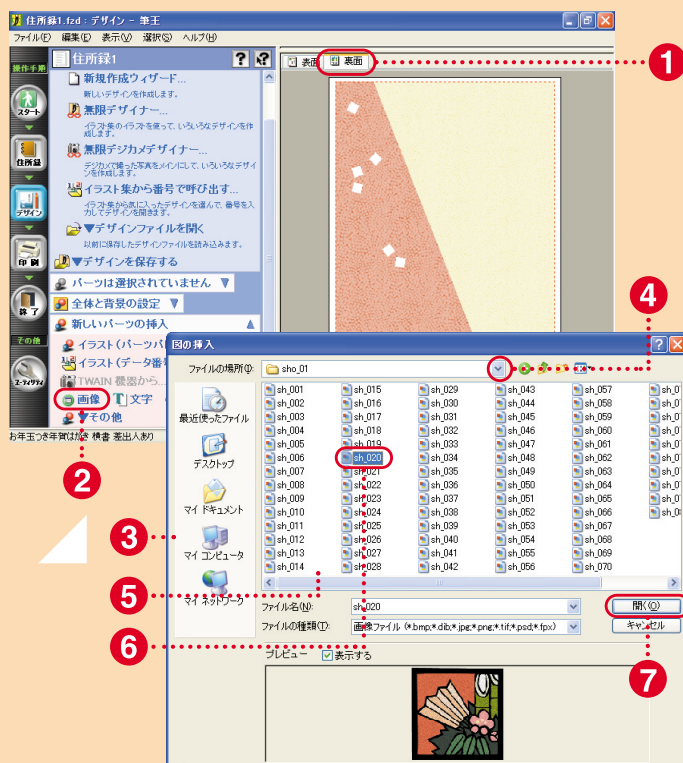 住所録1.fzd : デザイン - 筆王
ファイル(F) 編集(E) 表示(V) 選択(S) ヘルプ(H)
操作手順
スタート
住所録
デザイン
印刷
終了
その他
ユーティリティ
住所録1
新規作成ウィザード...
新しいデザインを作成します。
無限デザイナー...
イラスト集のイラストを使って、いろいろなデザインを作成します。
無限デジカメデザイナー...
デジカメで撮った写真をメインにして、いろいろなデザインを作成します。
イラスト集から番号で呼び出す...
イラスト集から気に入ったデザインを選んで、番号を入力してデザインを開きます。
▼デザインファイルを開く
以前に保存したデザインファイルを読み込みます。
▼デザインを保存する
パーツは選択されていません ▼
全体と背景の設定 ▼
新しいパーツの挿入 ▲
イラスト(パーツパ
イラスト(データ番
TWAIN 機器から...
画像 文字
▼その他
お年玉つき年賀はがき 横書 差出人あり
表面 裏面
1
2
3
4
5
6
7
図の挿入
ファイルの場所(I): sho_01
最近使ったファイル
デスクトップ
マイ ドキュメント
マイ コンピュータ
マイ ネットワーク
sh_001 sh_015 sh_029 sh_043 sh_057 sh_0
sh_002 sh_016 sh_030 sh_044 sh_058 sh_0
sh_003 sh_017 sh_031 sh_045 sh_059 sh_0
sh_004 sh_018 sh_032 sh_046 sh_060 sh_0
sh_005 sh_019 sh_033 sh_047 sh_061 sh_0
sh_006 sh_020 sh_034 sh_048 sh_062 sh_0
sh_007 sh_021 sh_035 sh_049 sh_063 sh_0
sh_008 sh_022 sh_036 sh_050 sh_064 sh_0
sh_009 sh_023 sh_037 sh_051 sh_065 sh_0
sh_010 sh_024 sh_038 sh_052 sh_066 sh_0
sh_011 sh_025 sh_039 sh_053 sh_067
sh_012 sh_026 sh_040 sh_054 sh_068
sh_013 sh_027 sh_041 sh_055 sh_069
sh_014 sh_028 sh_042 sh_056 sh_070
ファイル名(N): sh_020 開く(O)
ファイルの種類(T): 画像ファイル (*.bmp;*.dib;*.jpg;*.png;*.tif;*.psd;*.fpx) キャンセル
プレビュー 表示する